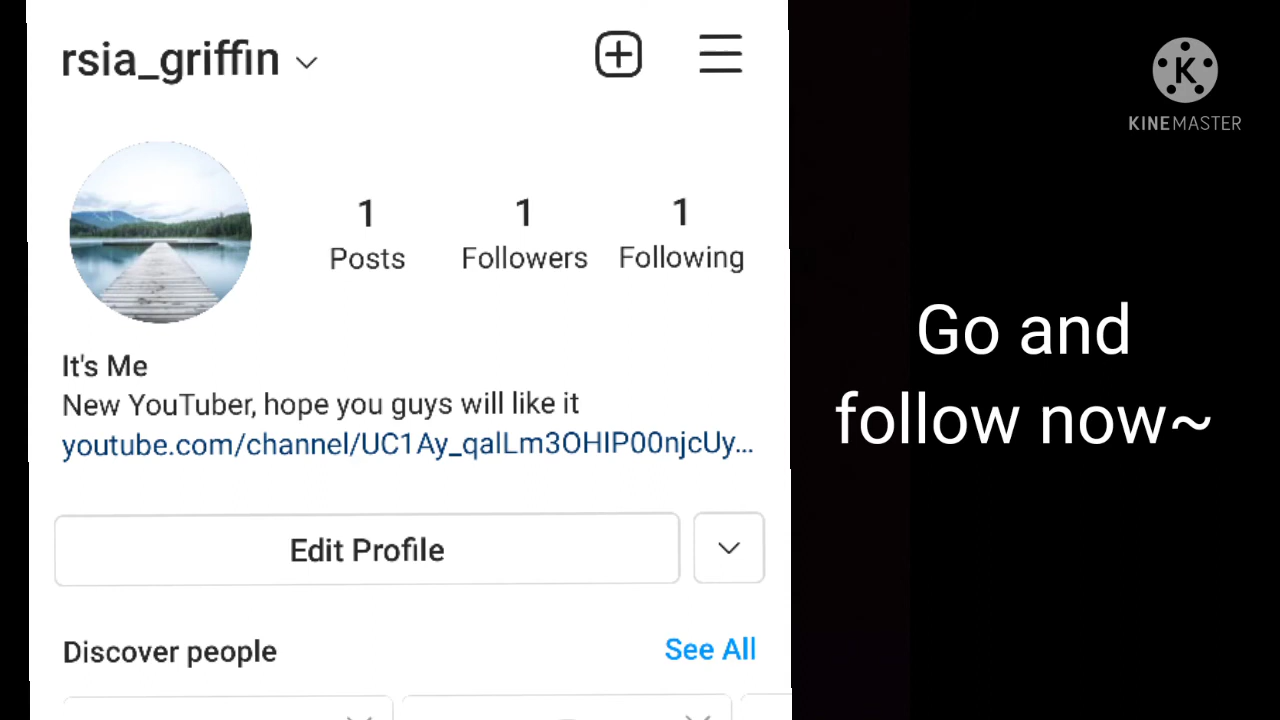 rsia_griffin
K
KINEMASTER
1
Posts
1
Followers
1
Following
It's Me
New YouTuber, hope you guys will like it
youtube.com/channel/UC1Ay_qalLm3OHIP00njcUy...
Go and
follow now~
Edit Profile
Discover people
See All